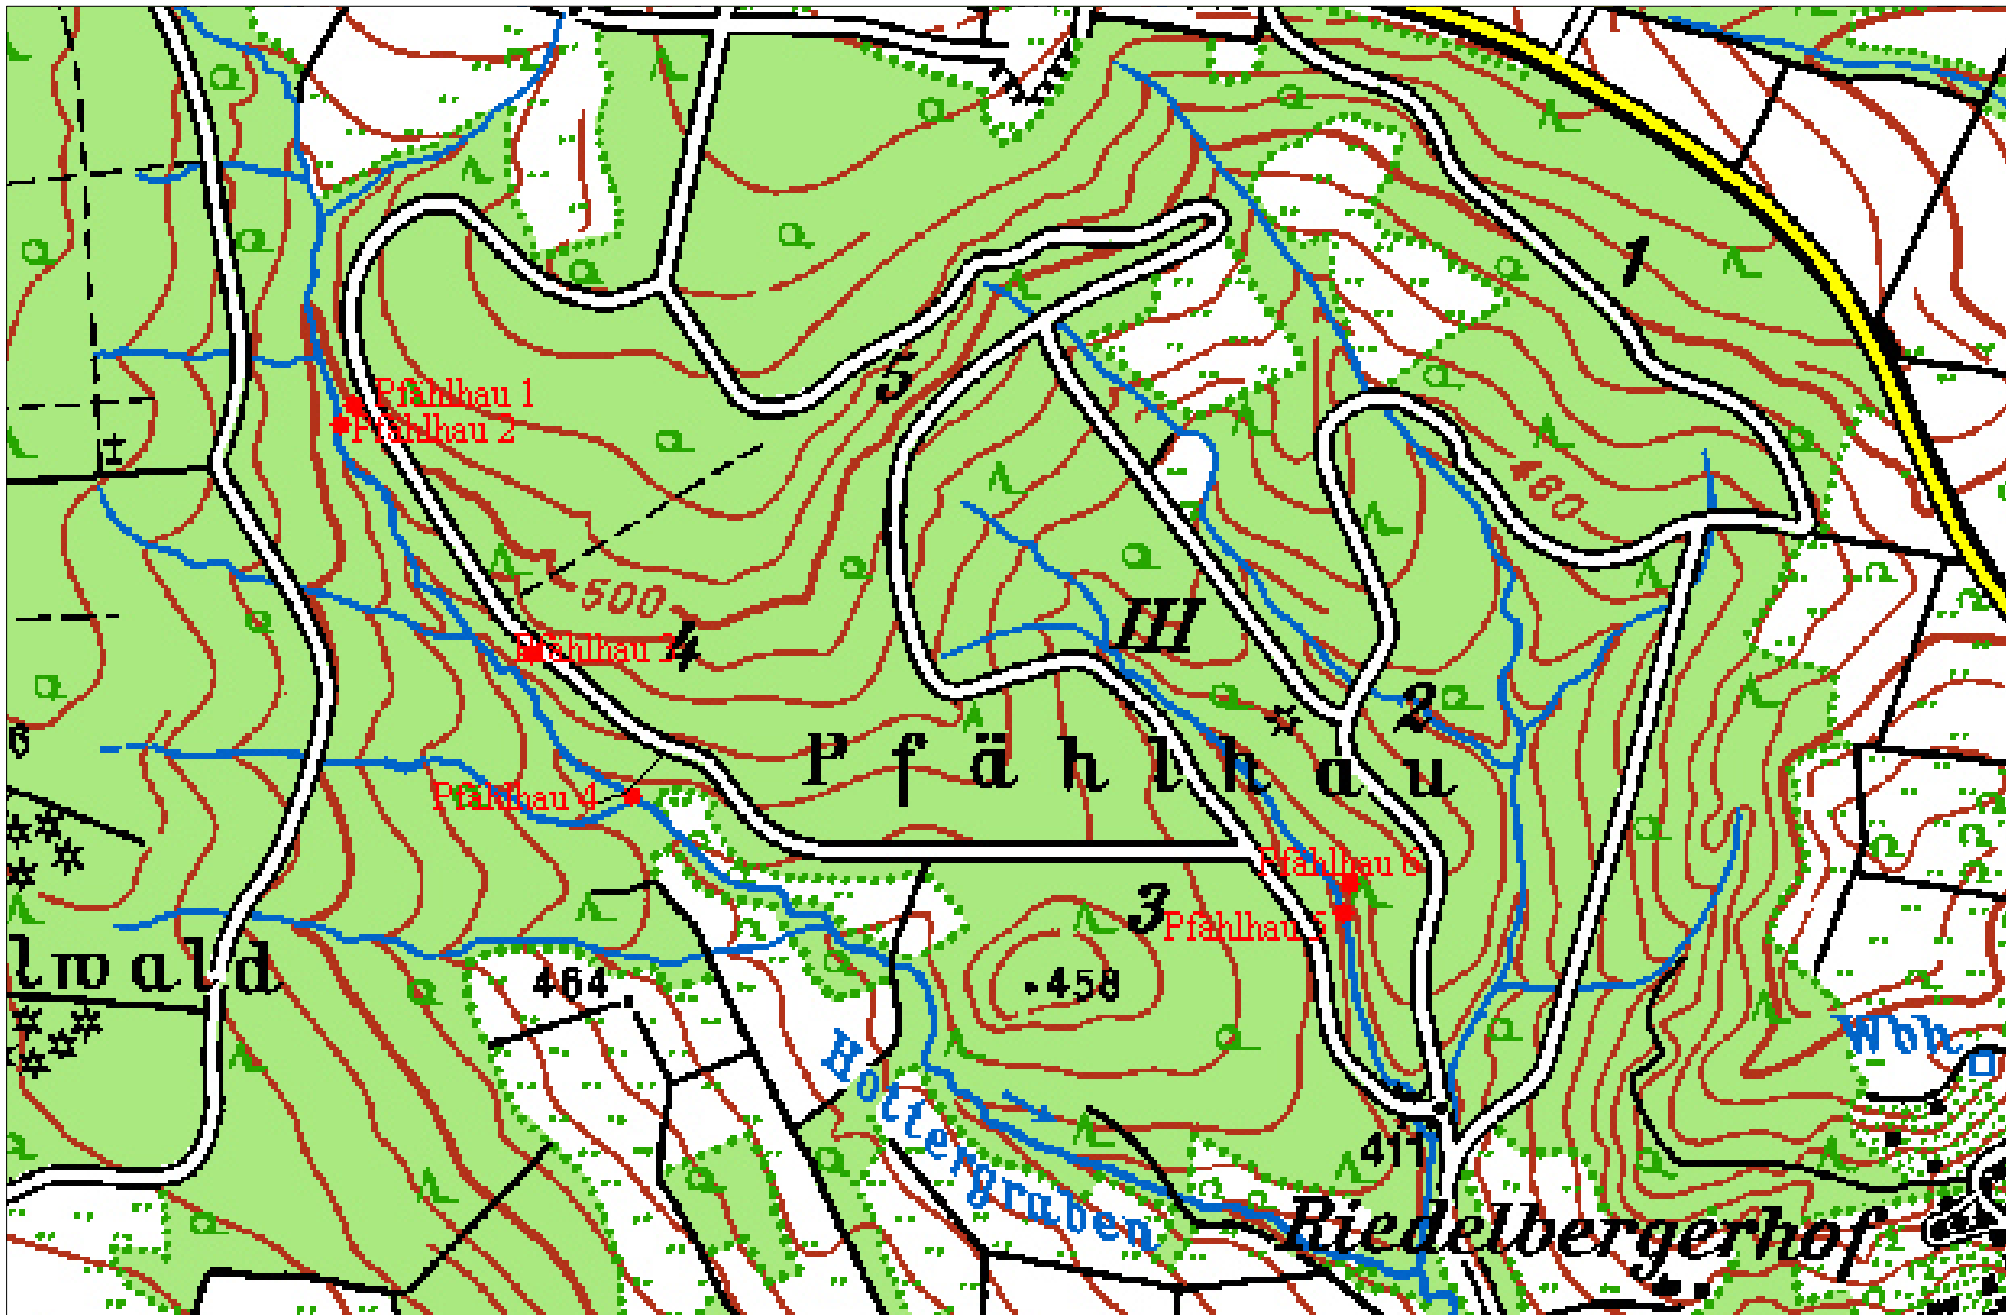 1
5
Pfählhau 1
Pfählhau 2
H
460
500
III
Pfählhau 3
4
2
6
Pfählhau
Pfählhau 4
Pfählhau 6
3
Pfählhau 5
lwald
464
458
Wbh
Hottergraben
411
Riedelbergerhof